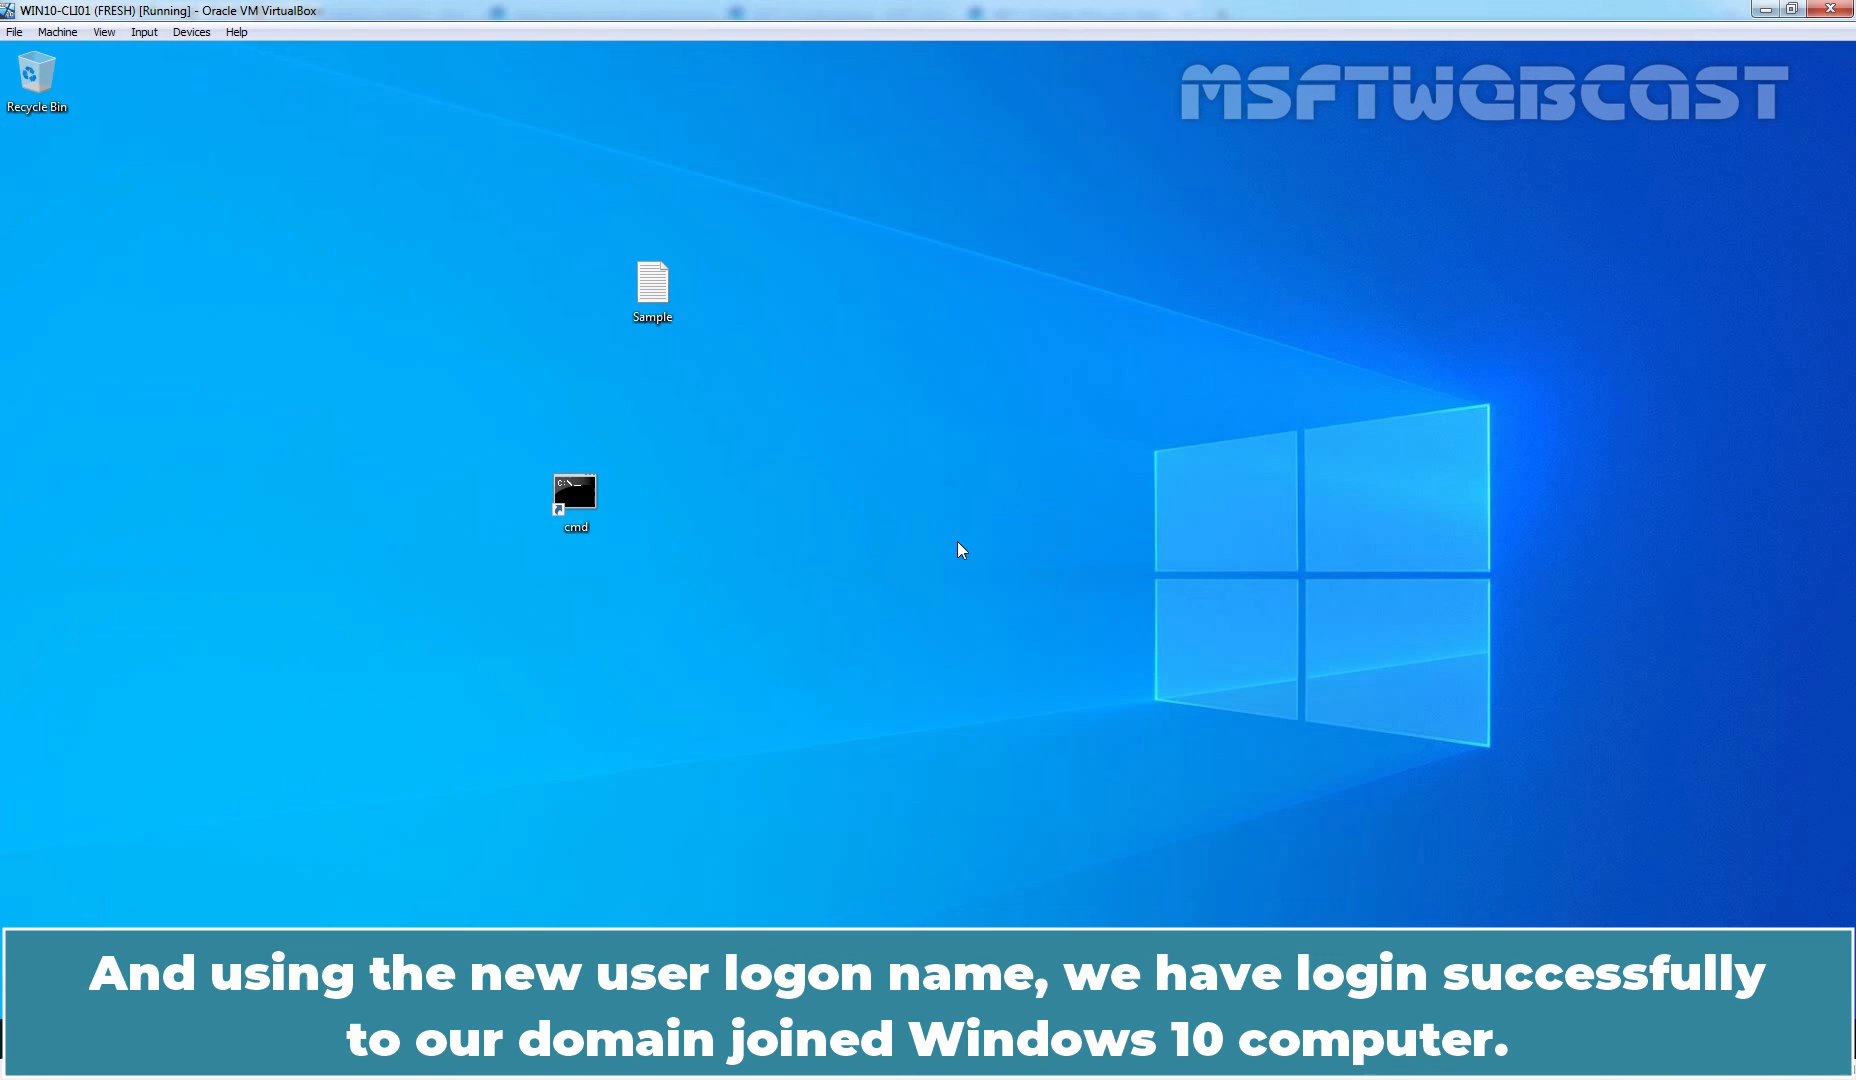 WIN10-CLI01 (FRESH) [Running] - Oracle VM VirtualBox
File Machine View Input Devices Help
MSFTWEBCAST
Recycle Bin
Sample
C:\_
cmd
And using the new user logon name, we have login successfully
to our domain joined Windows 10 computer.